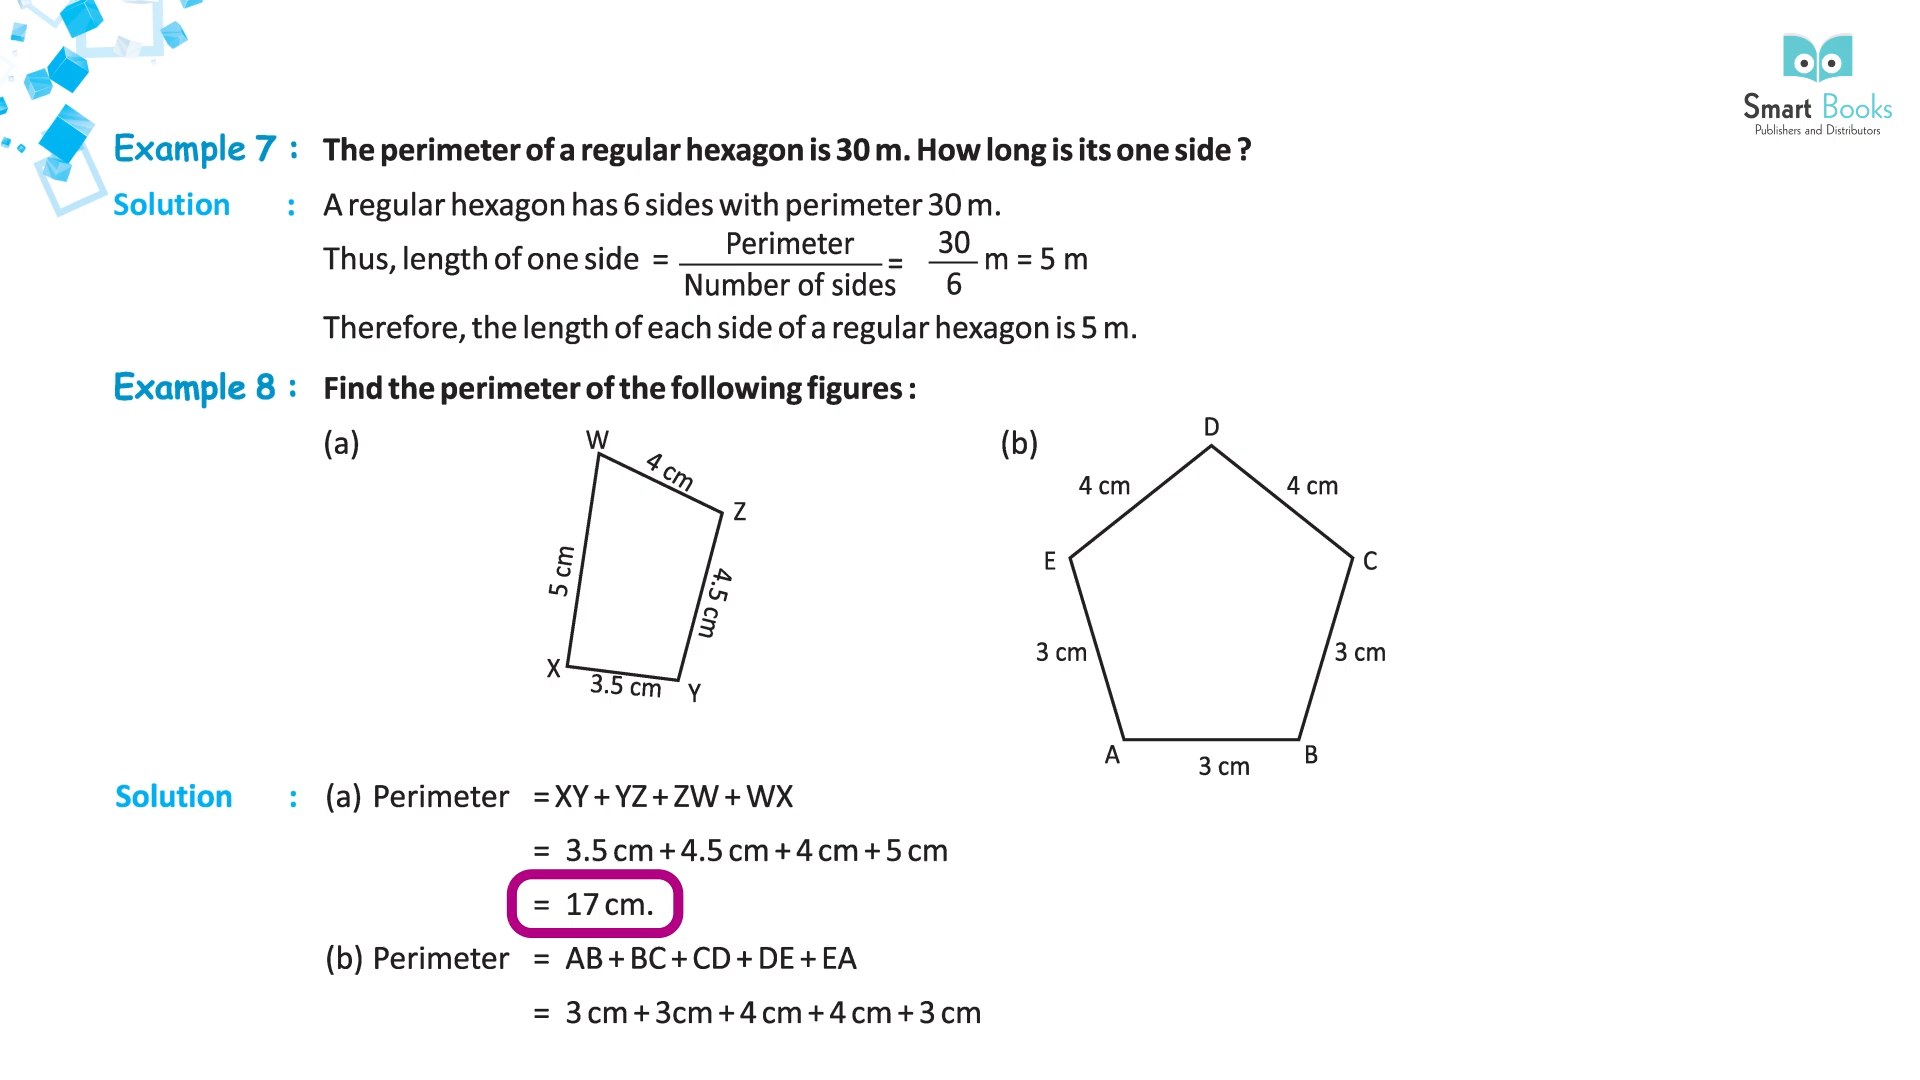 Smart Books
Publishers and Distributors
Example 7 : The perimeter of a regular hexagon is 30 m. How long is its one side ?
Solution : A regular hexagon has 6 sides with perimeter 30 m.
Thus, length of one side = Perimeter / Number of sides = 30 / 6 m = 5 m
Therefore, the length of each side of a regular hexagon is 5 m.
Example 8 : Find the perimeter of the following figures :
(a)
W
4 cm
Z
5 cm
4.5 cm
X
3.5 cm
Y
(b)
D
4 cm
4 cm
E
C
3 cm
3 cm
A
B
3 cm
Solution : (a) Perimeter = XY + YZ + ZW + WX
= 3.5 cm + 4.5 cm + 4 cm + 5 cm
= 17 cm.
(b) Perimeter = AB + BC + CD + DE + EA
= 3 cm + 3cm + 4 cm + 4 cm + 3 cm